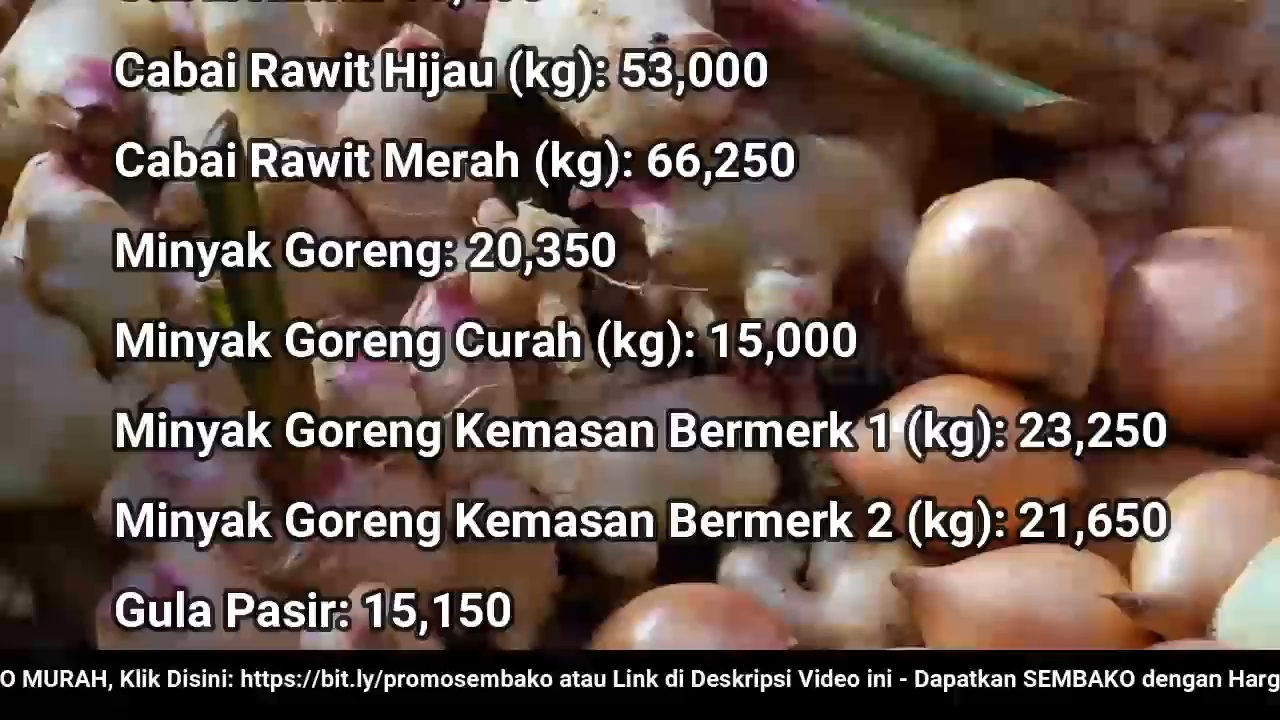 Cabai Rawit Hijau (kg): 53,000
Cabai Rawit Merah (kg): 66,250
Minyak Goreng: 20,350
Minyak Goreng Curah (kg): 15,000
Minyak Goreng Kemasan Bermerk 1 (kg): 23,250
Minyak Goreng Kemasan Bermerk 2 (kg): 21,650
Gula Pasir: 15,150
O MURAH, Klik Disini: https://bit.ly/promosembako atau Link di Deskripsi Video ini - Dapatkan SEMBAKO dengan Harg